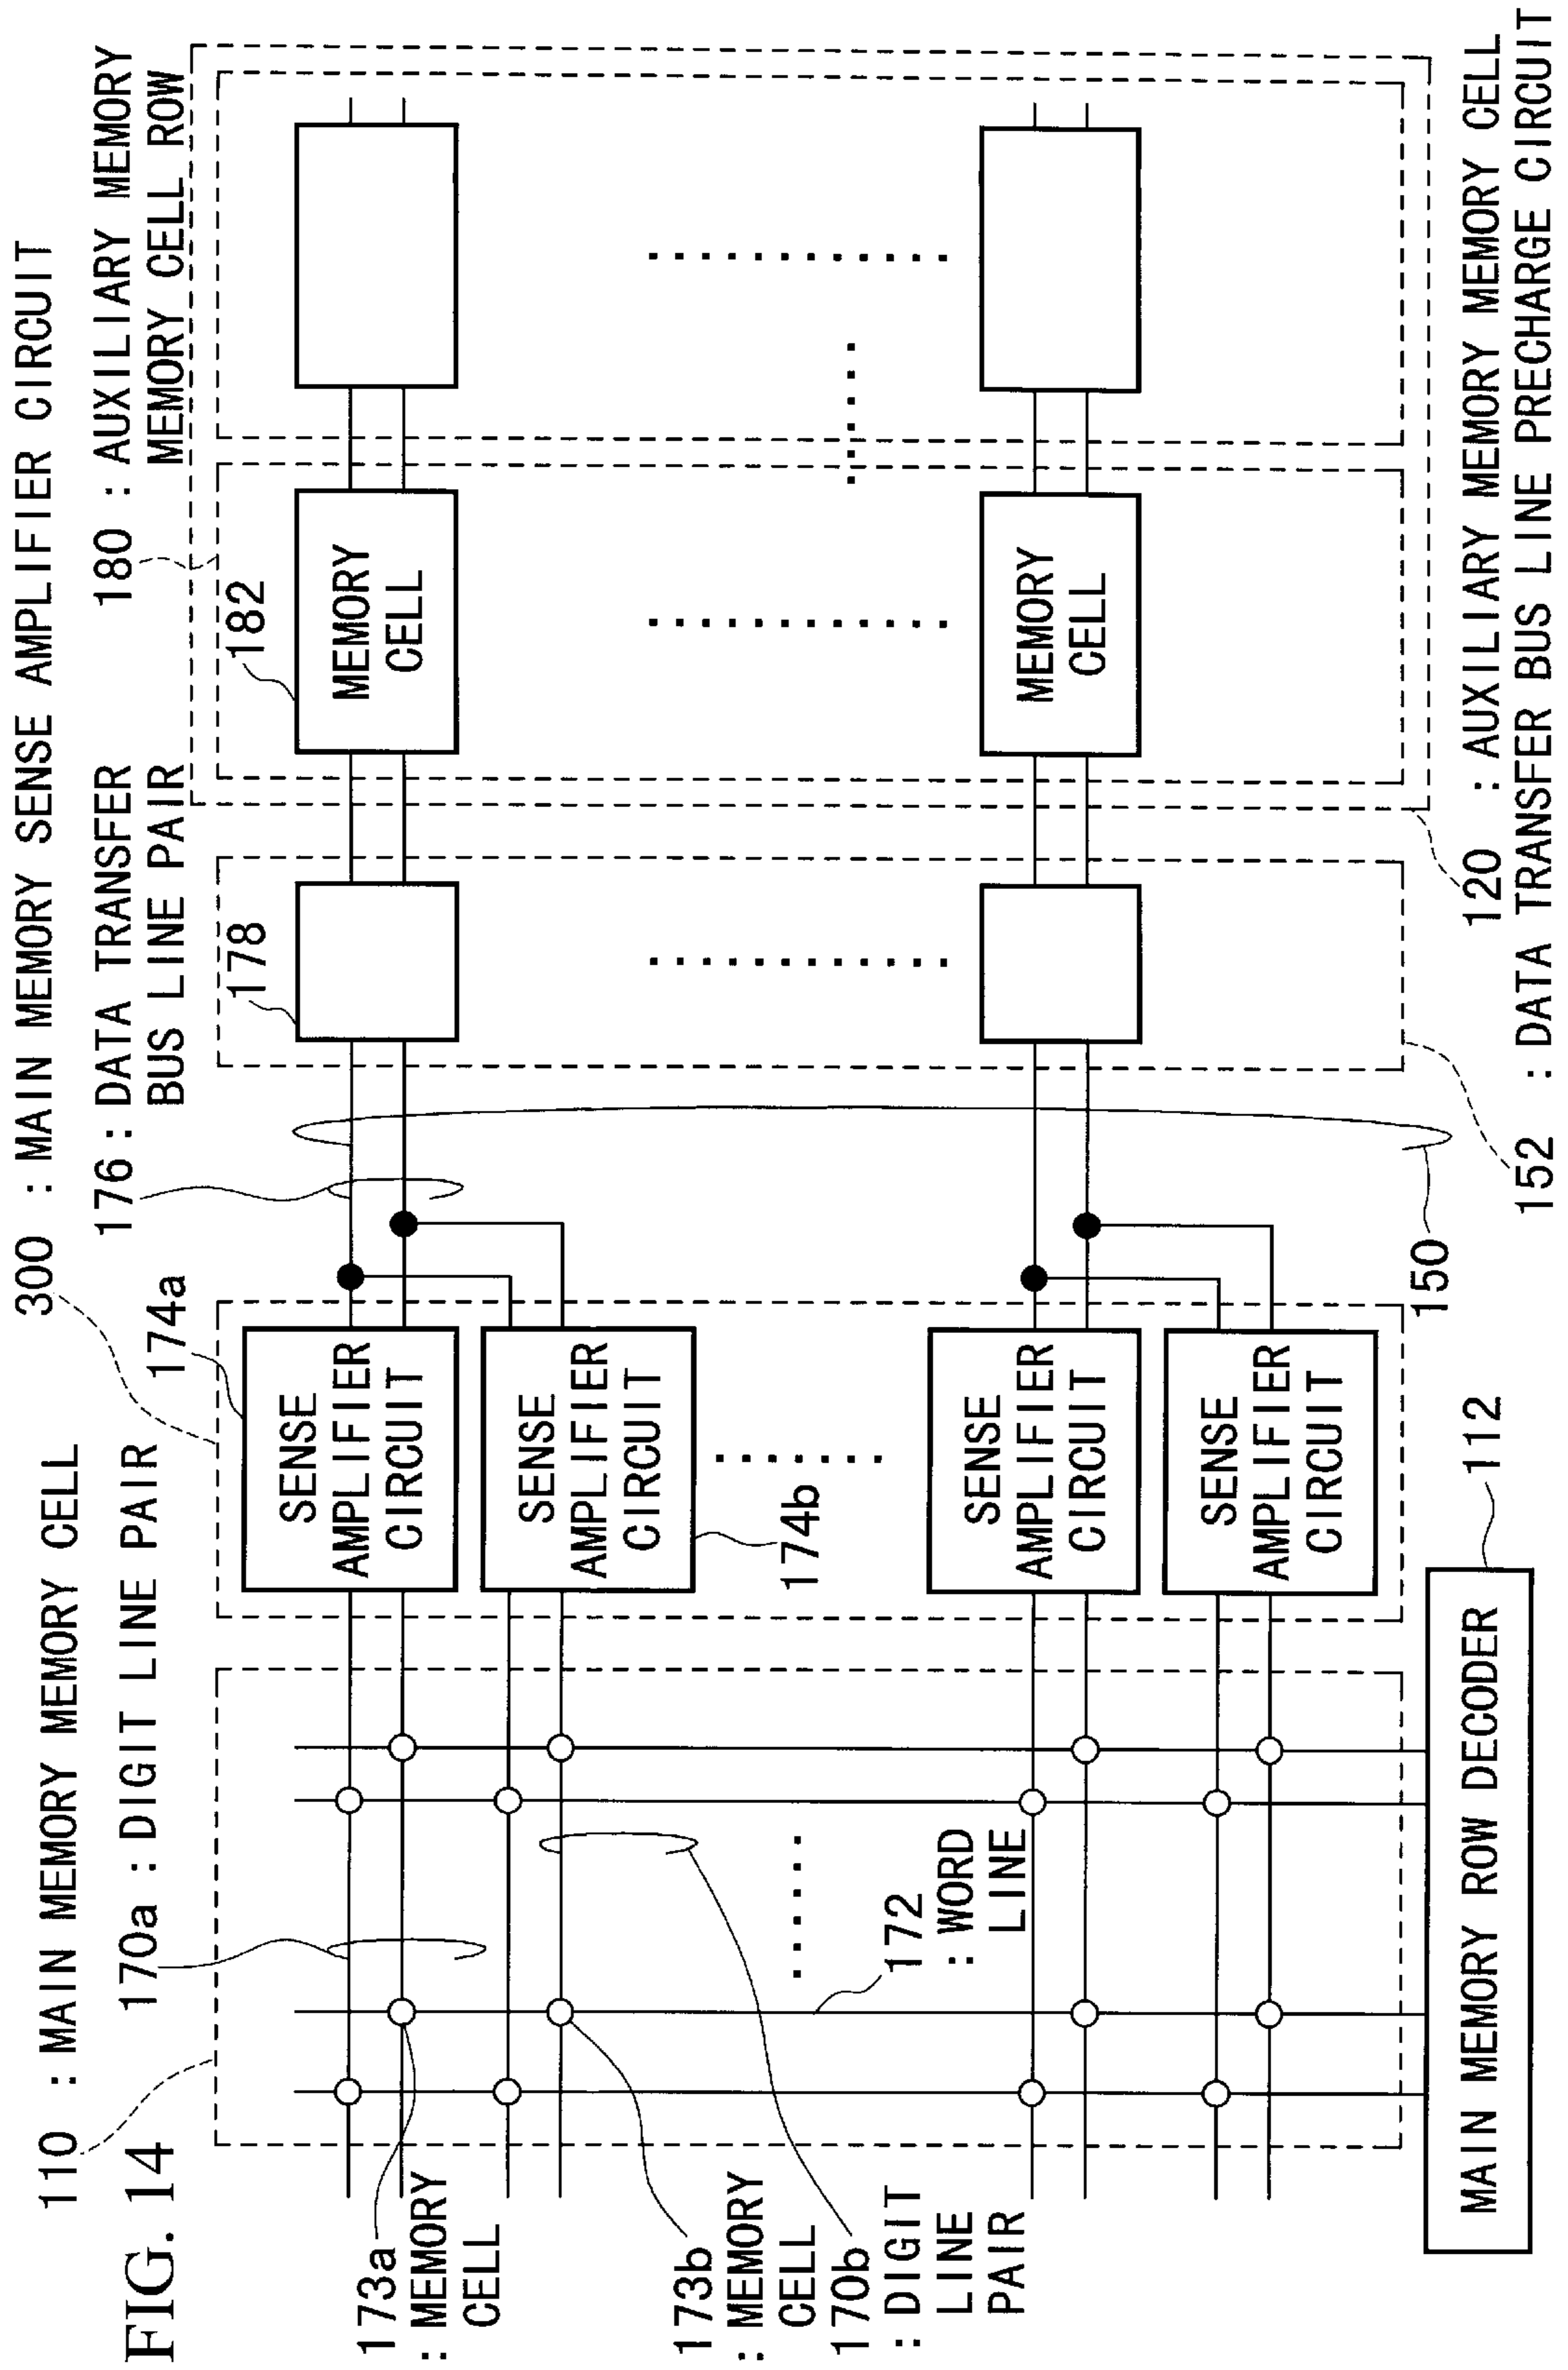 FIG. 14
110 : MAIN MEMORY MEMORY CELL
300 : MAIN MEMORY SENSE AMPLIFIER CIRCUIT
170a : DIGIT LINE PAIR
174a
176 : DATA TRANSFER
BUS LINE PAIR
180 : AUXILIARY MEMORY
MEMORY CELL ROW
178
182
SENSE
AMPLIFIER
CIRCUIT
MEMORY
CELL
173a
: MEMORY
CELL
SENSE
AMPLIFIER
CIRCUIT
174b
173b
: MEMORY
CELL
170b
: DIGIT
LINE
PAIR
172
: WORD
LINE
SENSE
AMPLIFIER
CIRCUIT
MEMORY
CELL
SENSE
AMPLIFIER
CIRCUIT
MAIN MEMORY ROW DECODER
112
150
120 : AUXILIARY MEMORY MEMORY CELL
152 : DATA TRANSFER BUS LINE PRECHARGE CIRCUIT